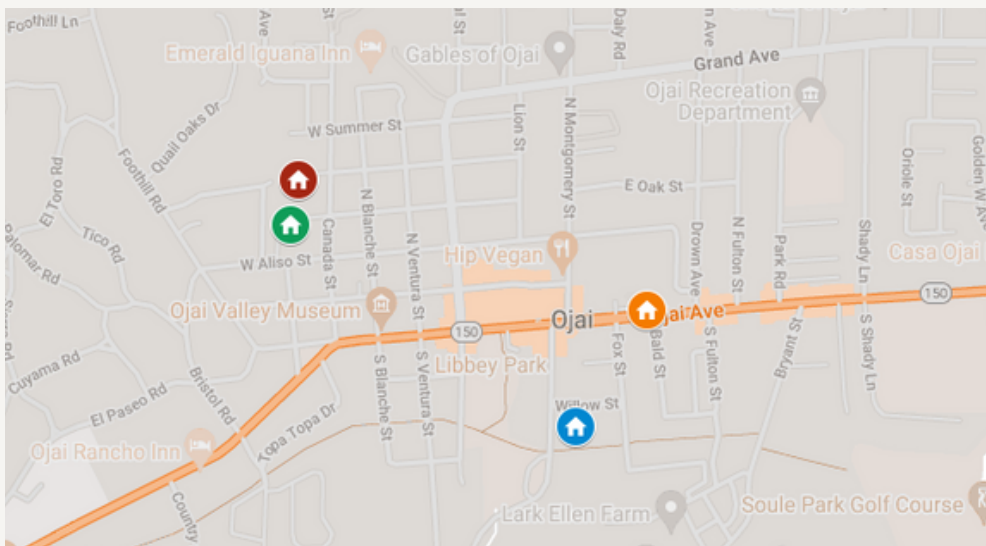 Foothill Ln
Ave
Emerald Iguana Inn
Gables of Ojai
Daly Rd
Grand Ave
Ojai Recreation
Department
Quail Oaks Dr
Foothill Rd
W Summer St
Lion St
N Montgomery St
El Toro Rd
E Oak St
Oriole St
Golden W Ave
Tico Rd
Palomar Rd
N Blanche St
Canada St
N Ventura St
W Aliso St
Hip Vegan
Drown Ave
N Fulton St
Park Rd
Shady Ln
Casa Ojai
Ojai Valley Museum
150
150
Ojai
Ojai Ave
Cuyama Rd
El Paseo Rd
Bristol Rd
Topa Topa Dr
S Blanche St
S Ventura St
Libbey Park
Fox St
Bald St
S Fulton St
Bryant St
S Shady Ln
Willow St
Ojai Rancho Inn
Country
Lark Ellen Farm
Soule Park Golf Course